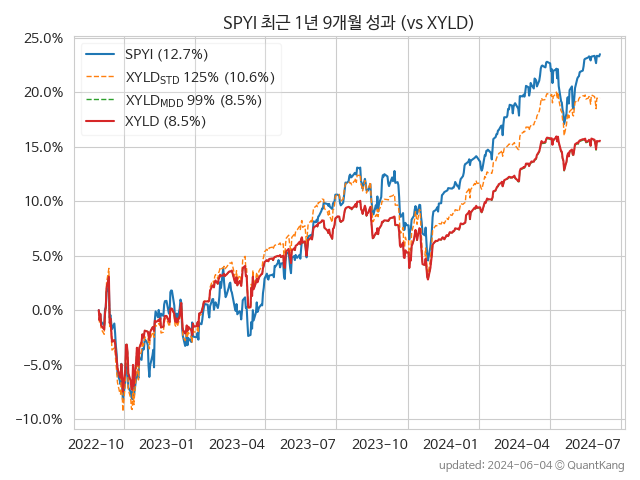 SPYI 최근 1년 9개월 성과 (vs XYLD)
25.0%
20.0%
15.0%
10.0%
5.0%
0.0%
−5.0%
−10.0%
SPYI (12.7%)
XYLD_STD 125% (10.6%)
XYLD_MDD 99% (8.5%)
XYLD (8.5%)
2022−10 2023−01 2023−04 2023−07 2023−10 2024−01 2024−04 2024−07
updated: 2024-06-04 © QuantKang